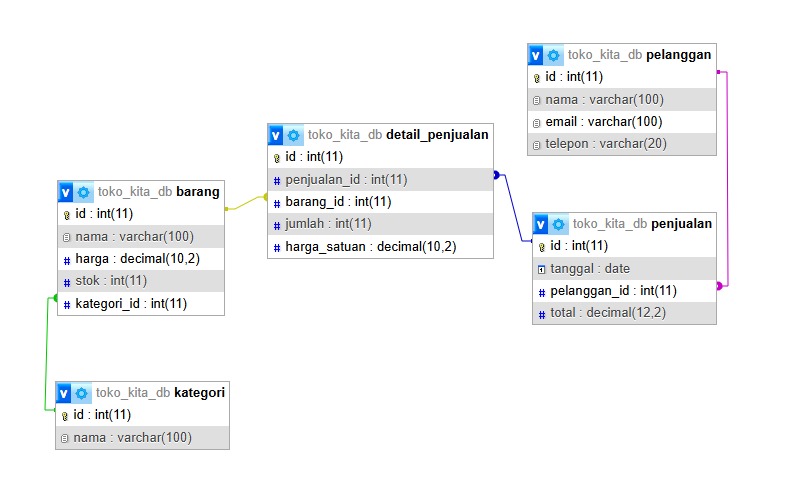 toko_kita_db pelanggan
id : int(11)
nama : varchar(100)
email : varchar(100)
telepon : varchar(20)
toko_kita_db detail_penjualan
id : int(11)
penjualan_id : int(11)
barang_id : int(11)
jumlah : int(11)
harga_satuan : decimal(10,2)
toko_kita_db barang
id : int(11)
nama : varchar(100)
harga : decimal(10,2)
stok : int(11)
kategori_id : int(11)
toko_kita_db penjualan
id : int(11)
tanggal : date
pelanggan_id : int(11)
total : decimal(12,2)
toko_kita_db kategori
id : int(11)
nama : varchar(100)